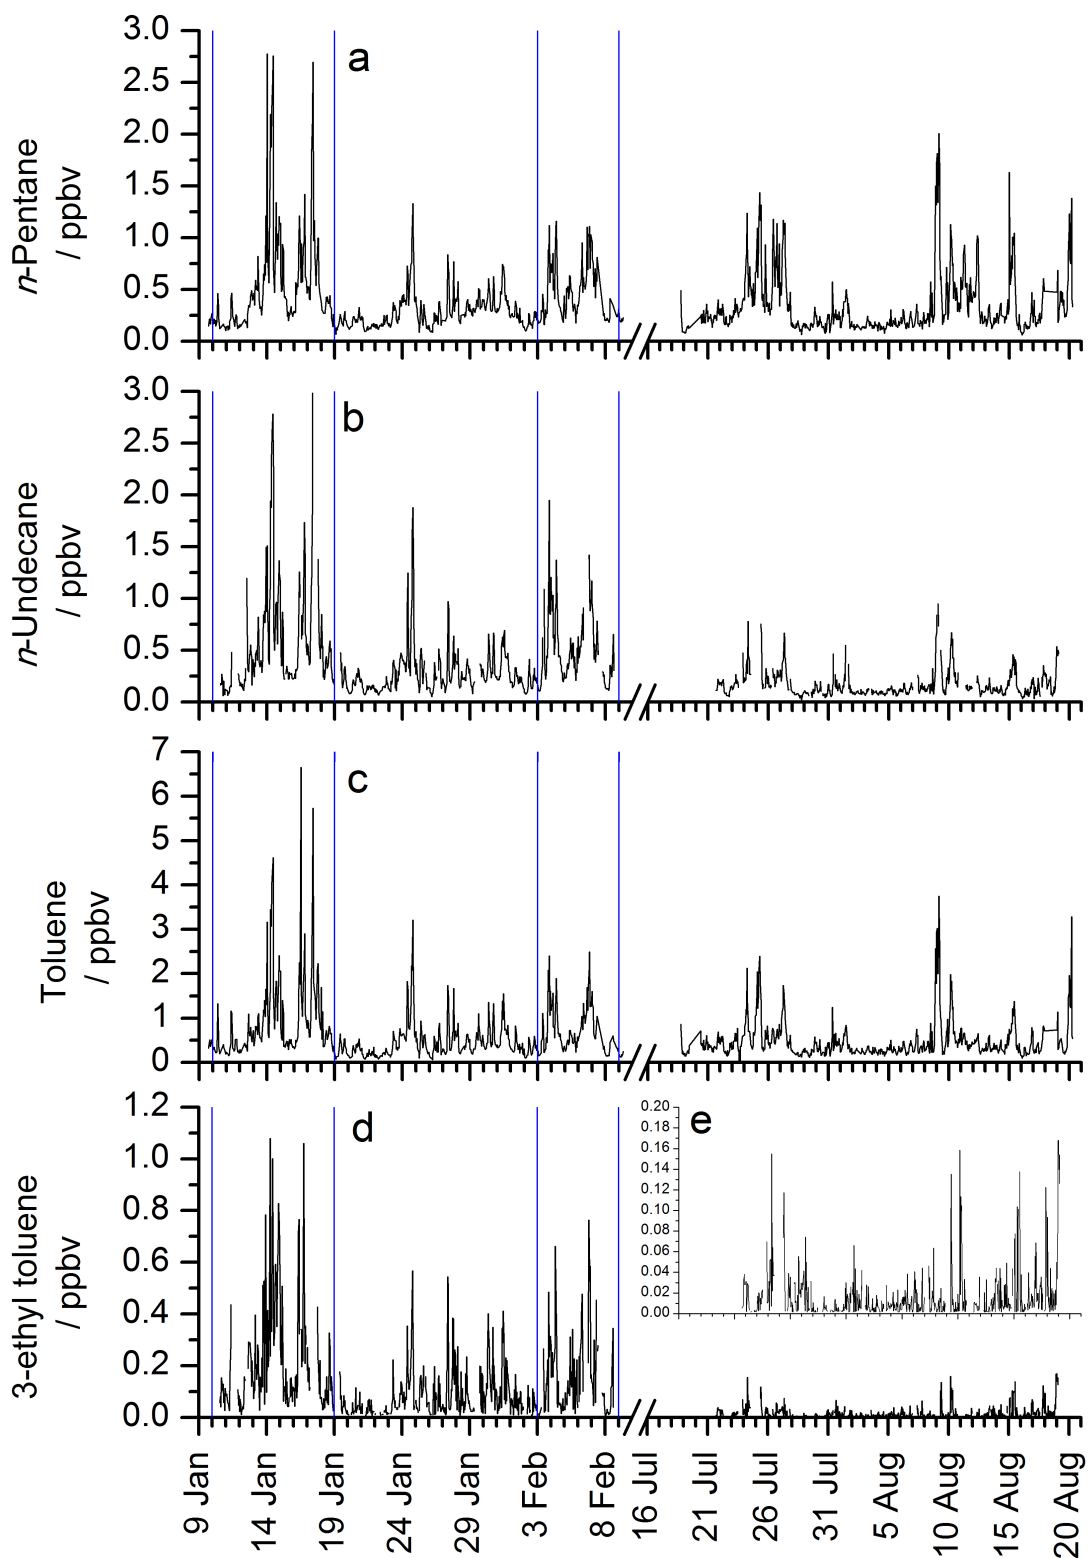 n-Pentane
/ ppbv
3.0
2.5
2.0
1.5
1.0
0.5
0.0
a
n-Undecane
/ ppbv
3.0
2.5
2.0
1.5
1.0
0.5
0.0
b
Toluene
/ ppbv
7
6
5
4
3
2
1
0
c
3-ethyl toluene
/ ppbv
1.2
1.0
0.8
0.6
0.4
0.2
0.0
d
0.20
0.18
0.16
0.14
0.12
0.10
0.08
0.06
0.04
0.02
0.00
e
9 Jan
14 Jan
19 Jan
24 Jan
29 Jan
3 Feb
8 Feb
16 Jul
21 Jul
26 Jul
31 Jul
5 Aug
10 Aug
15 Aug
20 Aug